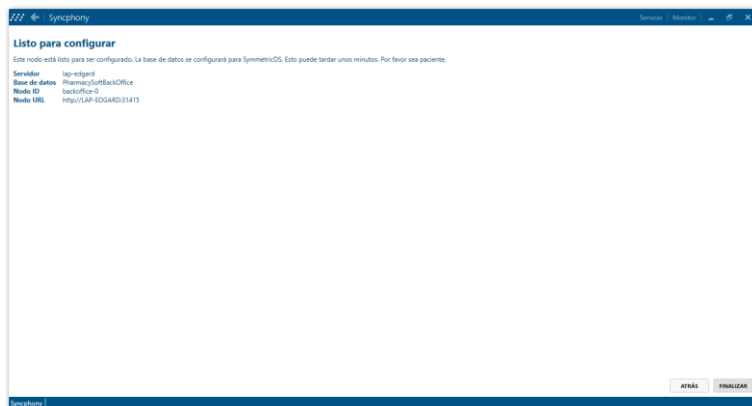 Syncphony
Servicio | Monitor
Listo para configurar
Este nodo está listo para ser configurado. La base de datos se configurará para SymmetricDS. Esto puede tardar unos minutos. Por favor sea paciente.
Servidor lap-edgard
Base de datos PharmacySoftBackOffice
Nodo ID backoffice-0
Nodo URL http://LAP-EDGARD:31415
ATRÁS FINALIZAR
Syncphony